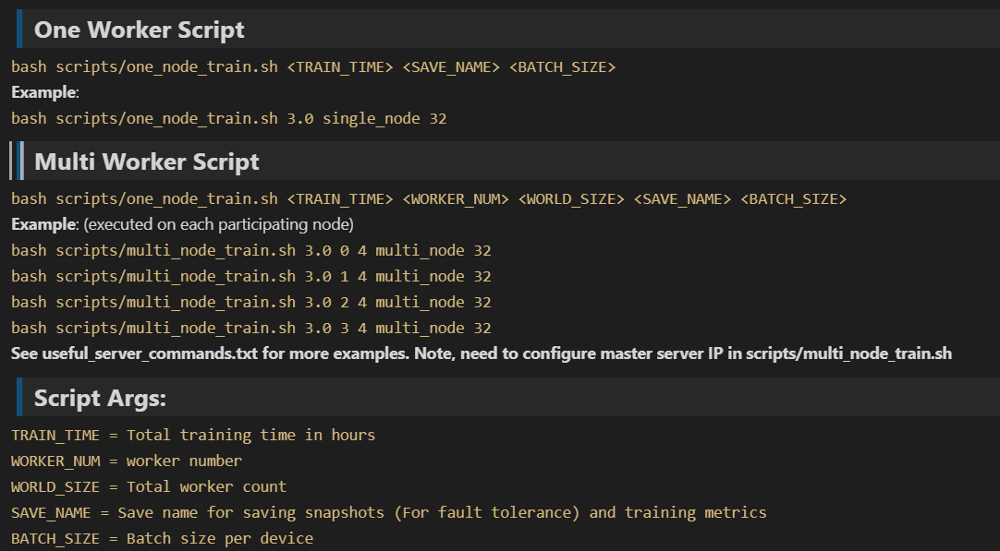 One Worker Script
bash scripts/one_node_train.sh <TRAIN_TIME> <SAVE_NAME> <BATCH_SIZE>
Example:
bash scripts/one_node_train.sh 3.0 single_node 32
Multi Worker Script
bash scripts/one_node_train.sh <TRAIN_TIME> <WORKER_NUM> <WORLD_SIZE> <SAVE_NAME> <BATCH_SIZE>
Example: (executed on each participating node)
bash scripts/multi_node_train.sh 3.0 0 4 multi_node 32
bash scripts/multi_node_train.sh 3.0 1 4 multi_node 32
bash scripts/multi_node_train.sh 3.0 2 4 multi_node 32
bash scripts/multi_node_train.sh 3.0 3 4 multi_node 32
See useful_server_commands.txt for more examples. Note, need to configure master server IP in scripts/multi_node_train.sh
Script Args:
TRAIN_TIME = Total training time in hours
WORKER_NUM = worker number
WORLD_SIZE = Total worker count
SAVE_NAME = Save name for saving snapshots (For fault tolerance) and training metrics
BATCH_SIZE = Batch size per device